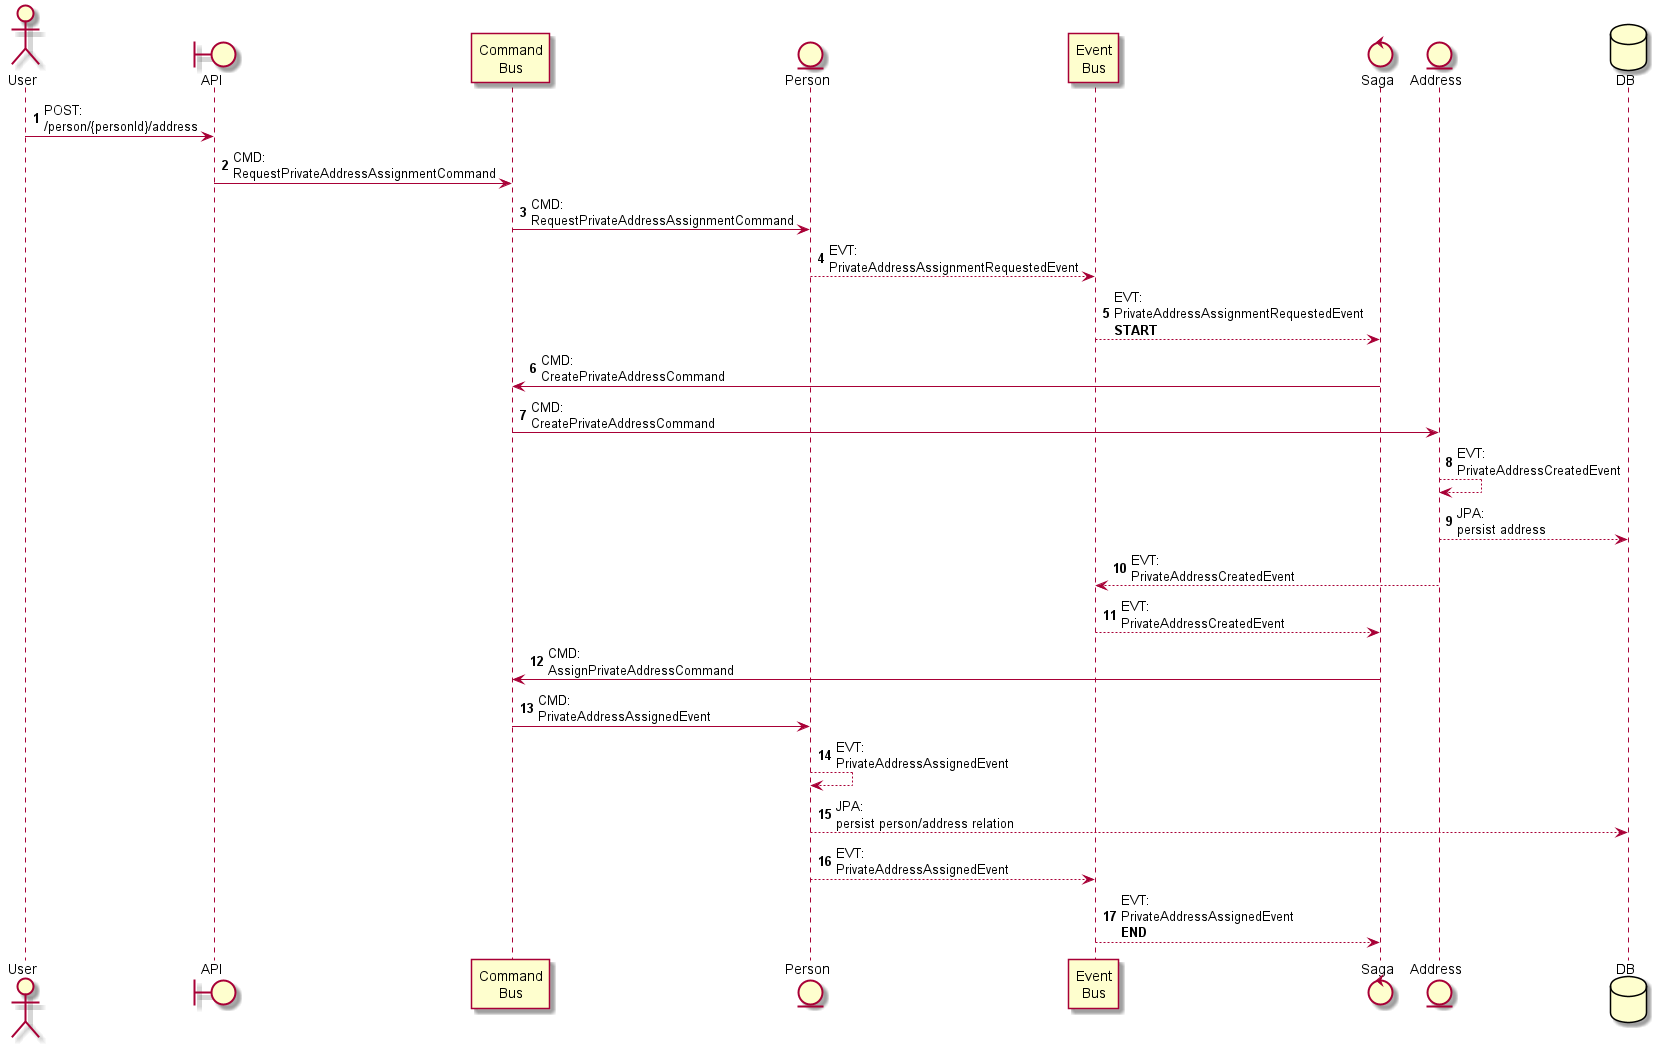 User
API
Command
Bus
Person
Event
Bus
Saga
Address
DB
1 POST:
/person/{personId}/address
2 CMD:
RequestPrivateAddressAssignmentCommand
3 CMD:
RequestPrivateAddressAssignmentCommand
4 EVT:
PrivateAddressAssignmentRequestedEvent
5 EVT:
PrivateAddressAssignmentRequestedEvent
START
6 CMD:
CreatePrivateAddressCommand
7 CMD:
CreatePrivateAddressCommand
8 EVT:
PrivateAddressCreatedEvent
9 JPA:
persist address
10 EVT:
PrivateAddressCreatedEvent
11 EVT:
PrivateAddressCreatedEvent
12 CMD:
AssignPrivateAddressCommand
13 CMD:
PrivateAddressAssignedEvent
14 EVT:
PrivateAddressAssignedEvent
15 JPA:
persist person/address relation
16 EVT:
PrivateAddressAssignedEvent
17 EVT:
PrivateAddressAssignedEvent
END
User
API
Command
Bus
Person
Event
Bus
Saga
Address
DB